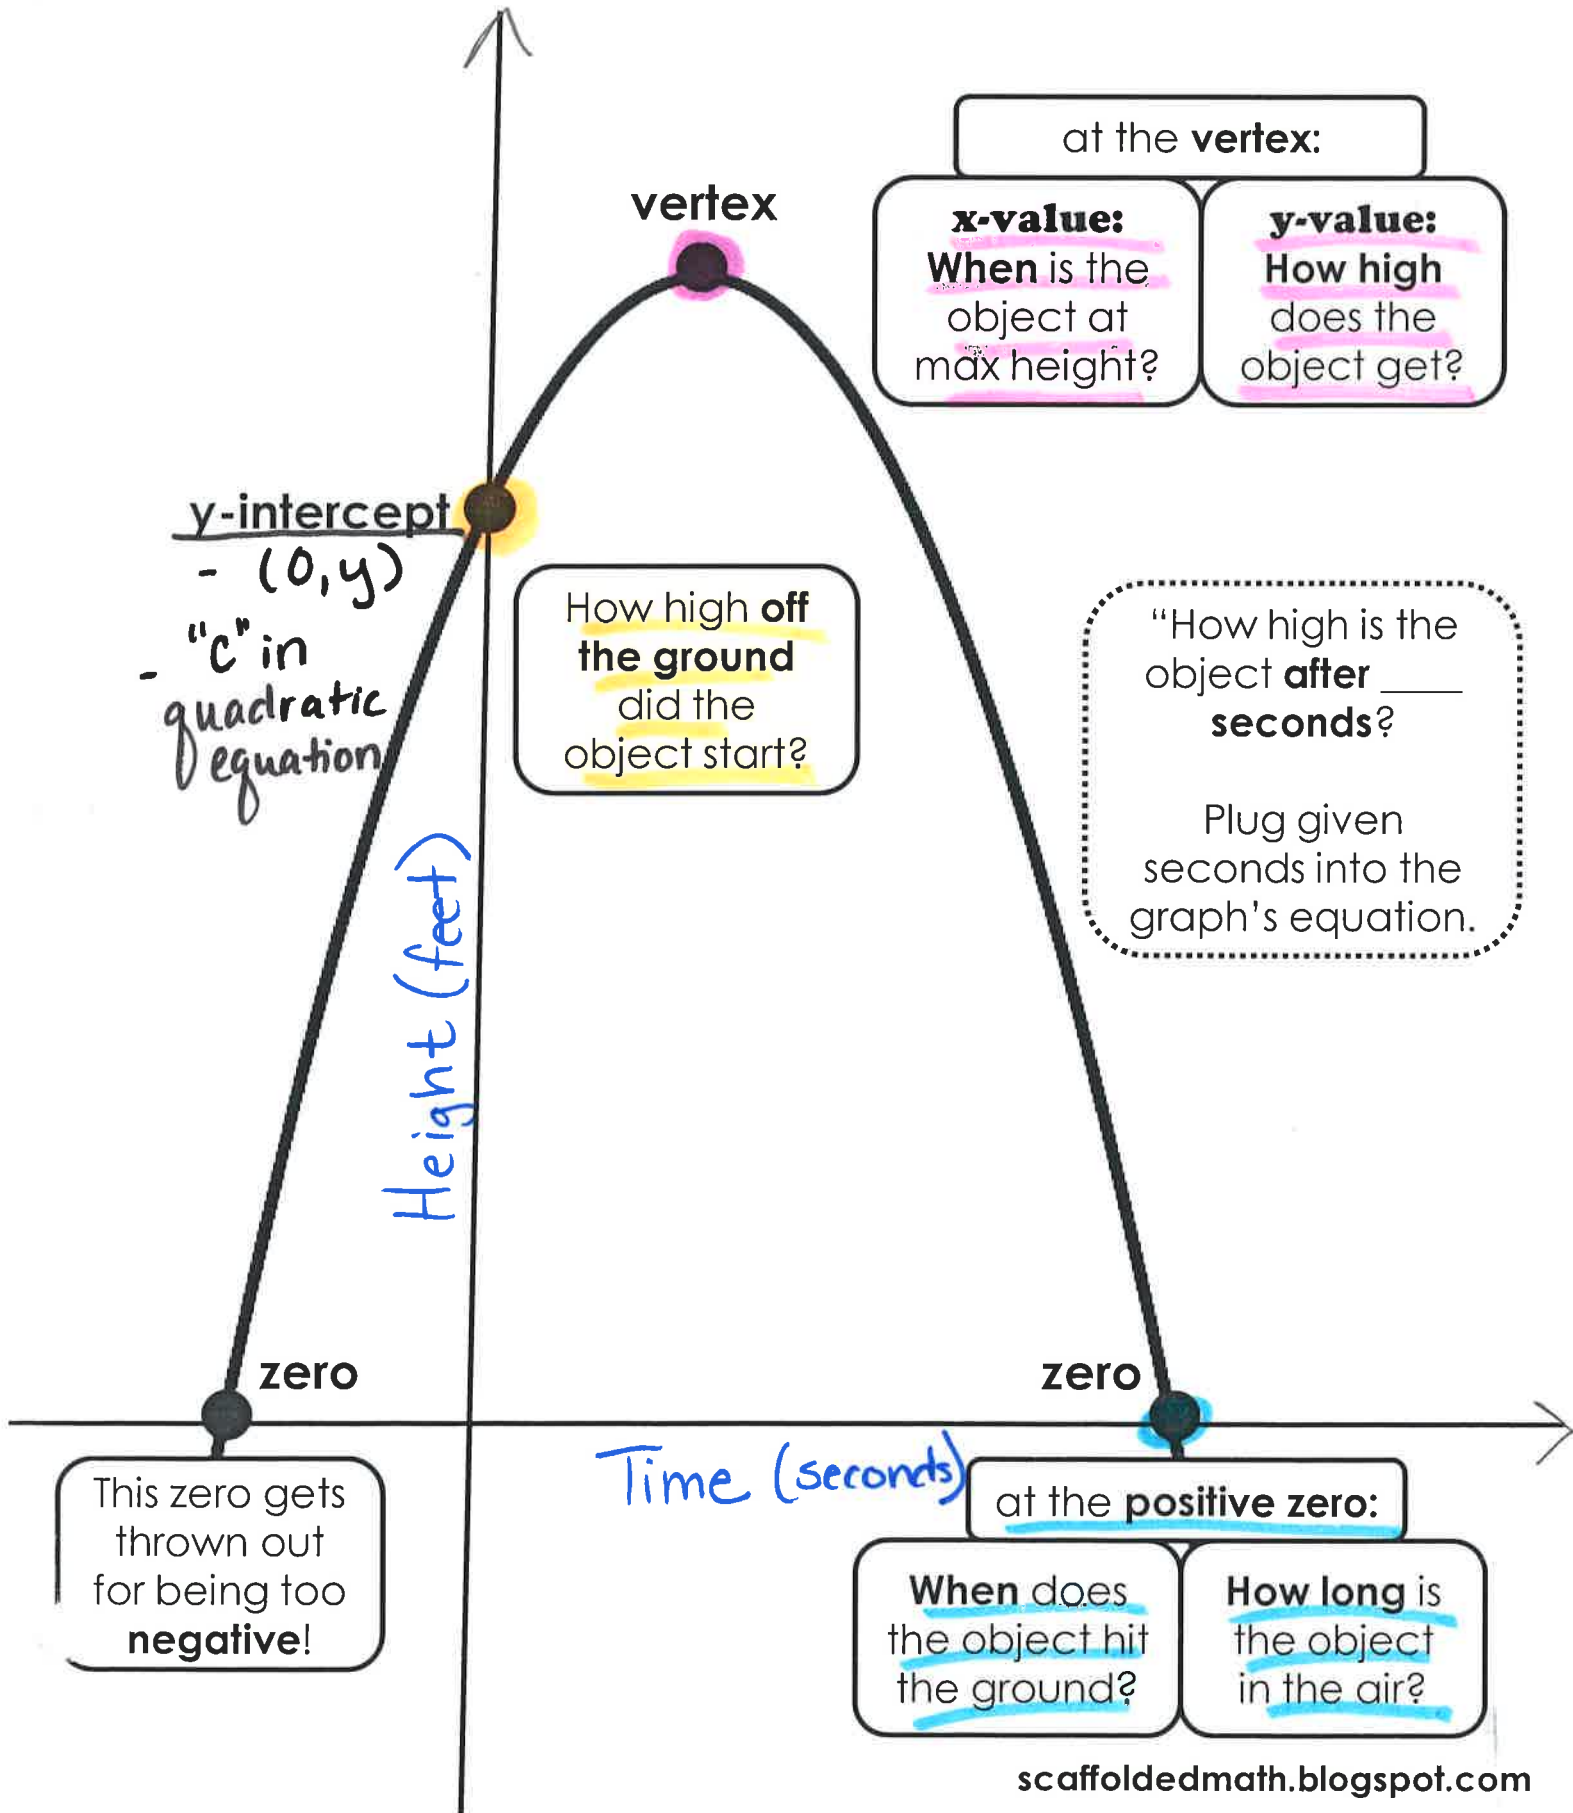 at the vertex:
vertex
x-value:
When is the
object at
max height?
y-value:
How high
does the
object get?
y-intercept
- (0,y)
- "C" in
quadratic
equation
How high off
the ground
did the
object start?
"How high is the
object after ____
seconds?
Plug given
seconds into the
graph's equation.
Height (feet)
zero
zero
Time (seconds)
This zero gets
thrown out
for being too
negative!
at the positive zero:
When does
the object hit
the ground?
How long is
the object
in the air?
scaffoldedmath.blogspot.com